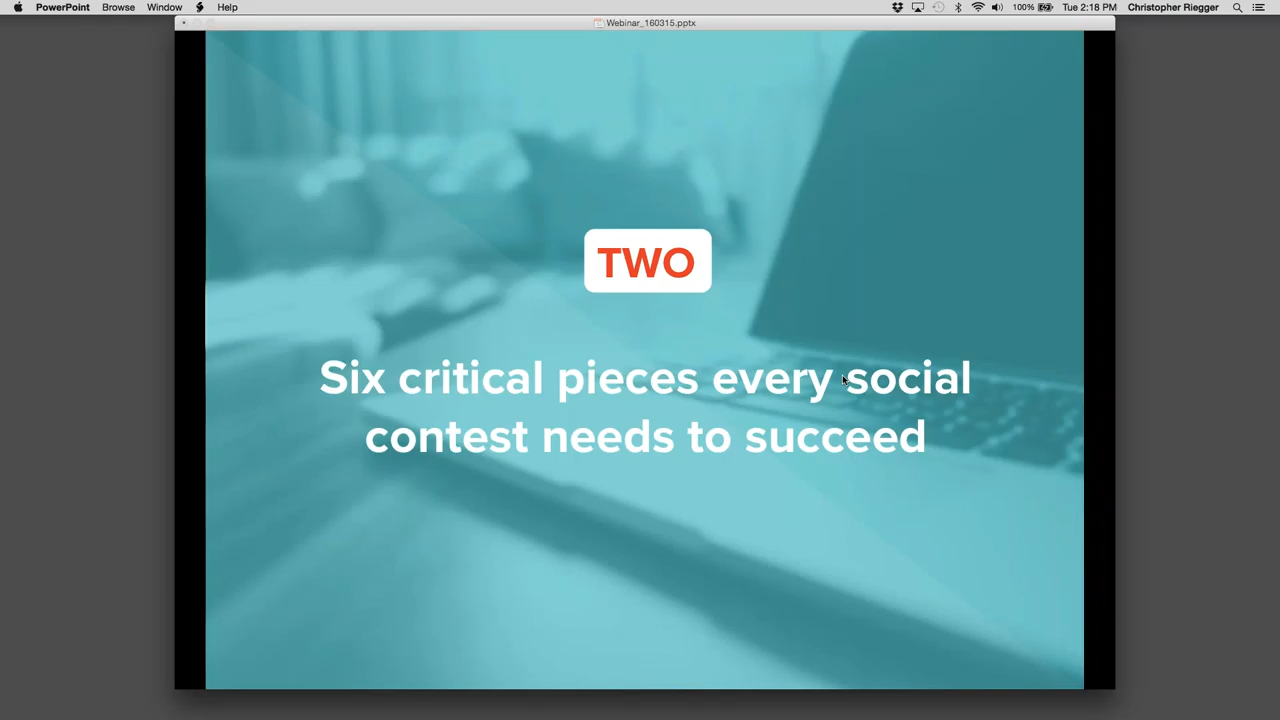 PowerPoint Browse Window Help 100% Tue 2:18 PM Christopher Riegger
Webinar_160315.pptx
TWO
Six critical pieces every social
contest needs to succeed